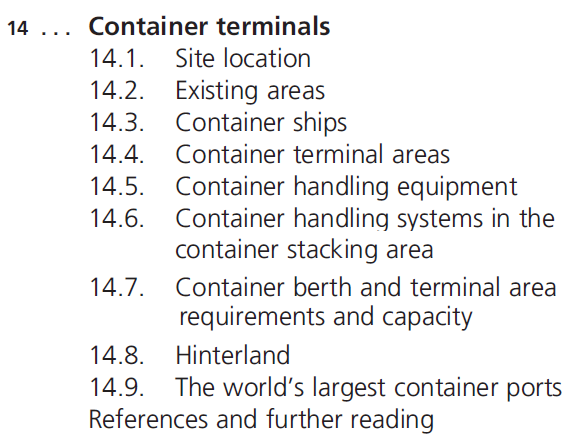 14 ... Container terminals
14.1. Site location
14.2. Existing areas
14.3. Container ships
14.4. Container terminal areas
14.5. Container handling equipment
14.6. Container handling systems in the
container stacking area
14.7. Container berth and terminal area
requirements and capacity
14.8. Hinterland
14.9. The world’s largest container ports
References and further reading